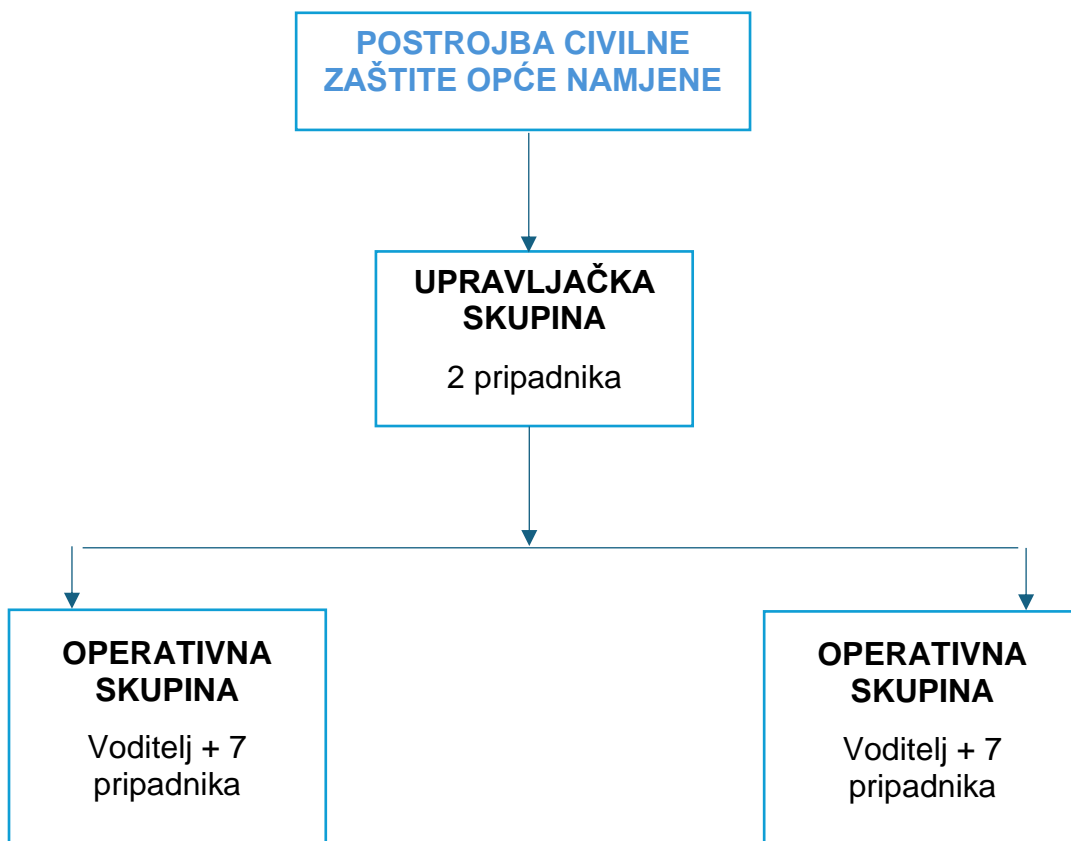 POSTROJBA CIVILNE
ZAŠTITE OPĆE NAMJENE
UPRAVLJAČKA
SKUPINA
2 pripadnika
OPERATIVNA
SKUPINA
Voditelj + 7
pripadnika
OPERATIVNA
SKUPINA
Voditelj + 7
pripadnika